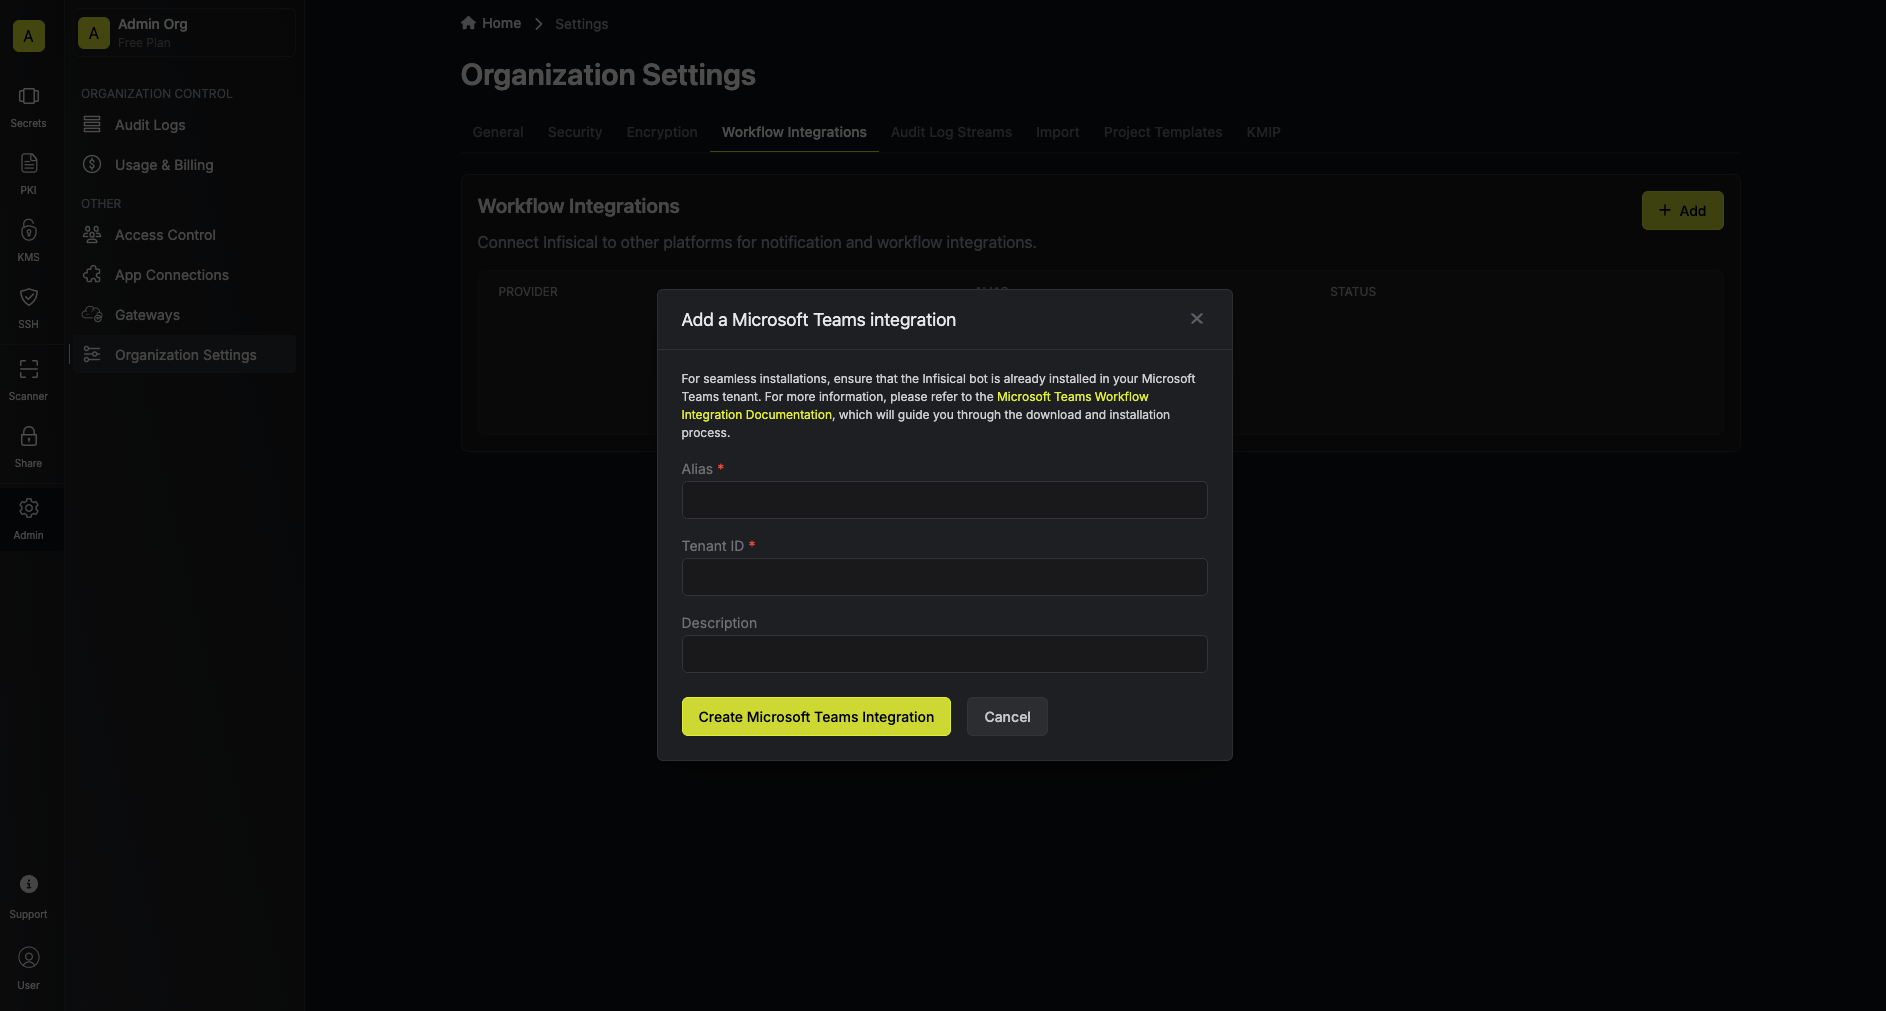 A
Secrets
PKI
KMS
SSH
Scanner
Share
Admin
Support
User
A
Admin Org
Free Plan
ORGANIZATION CONTROL
Audit Logs
Usage & Billing
OTHER
Access Control
App Connections
Gateways
Organization Settings
Home
Settings
Organization Settings
General Security Encryption Workflow Integrations Audit Log Streams Import Project Templates KMIP
Workflow Integrations
Add
Connect Infisical to other platforms for notification and workflow integrations.
PROVIDER STATUS
Add a Microsoft Teams integration
For seamless installations, ensure that the Infisical bot is already installed in your Microsoft
Teams tenant. For more information, please refer to the Microsoft Teams Workflow
Integration Documentation, which will guide you through the download and installation
process.
Alias *
Tenant ID *
Description
Create Microsoft Teams Integration Cancel